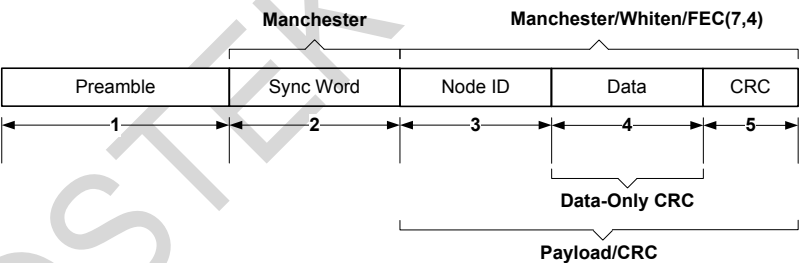 Manchester Manchester/Whiten/FEC(7,4)
Preamble Sync Word Node ID Data CRC
1 2 3 4 5
Data-Only CRC
Payload/CRC
OSTEK